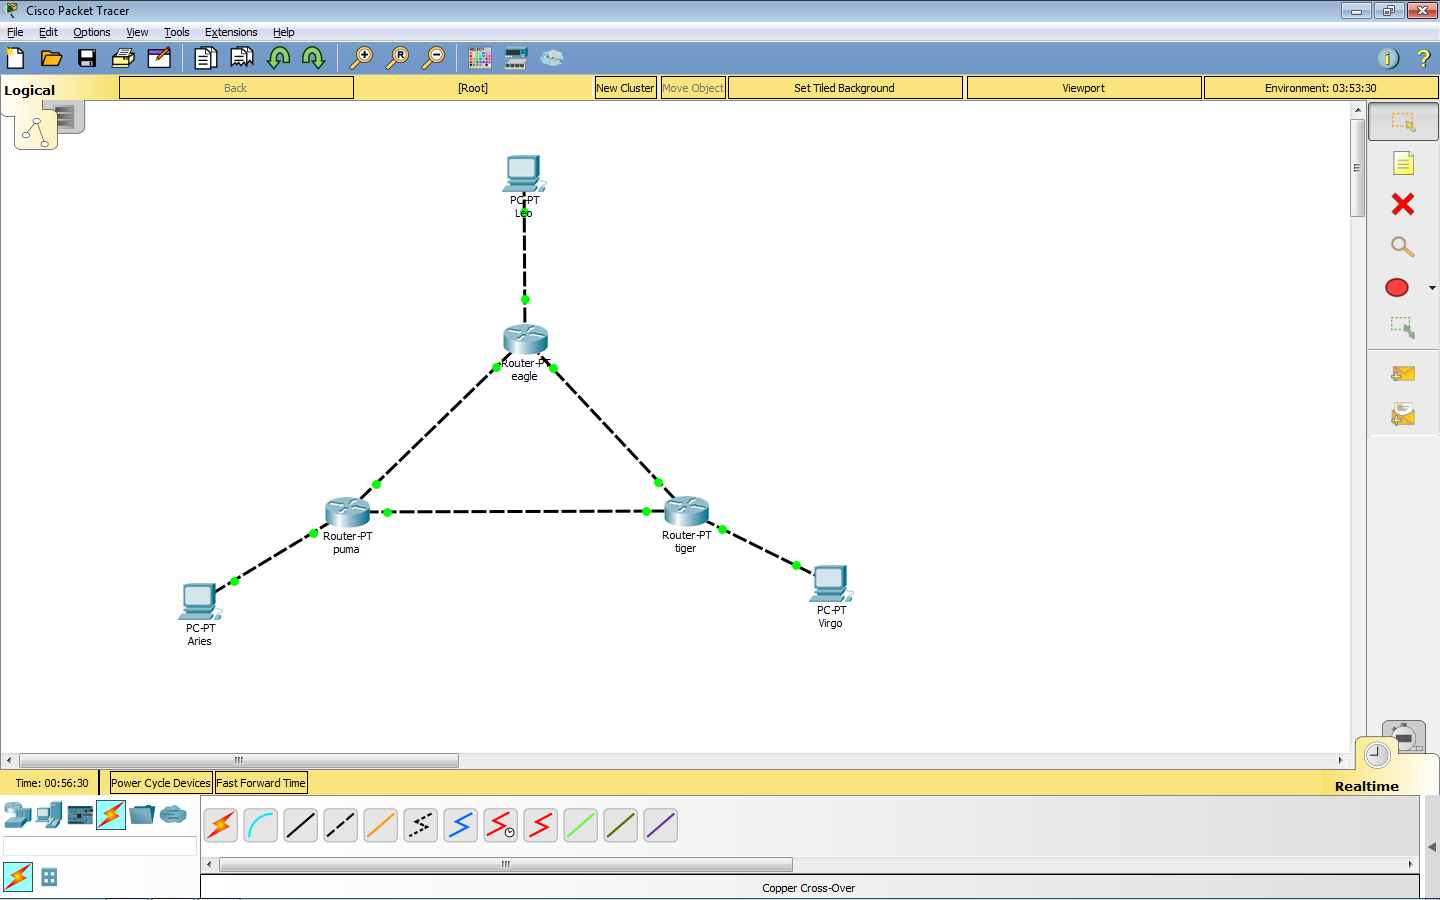 Cisco Packet Tracer
File Edit Options View Tools Extensions Help
Logical Back [Root] New Cluster Move Object Set Tiled Background Viewport Environment: 03:53:30
PC-PT
Leo
Router-PT
eagle
Router-PT
puma
Router-PT
tiger
PC-PT
Aries
PC-PT
Virgo
Time: 00:56:30 Power Cycle Devices Fast Forward Time Realtime
Copper Cross-Over